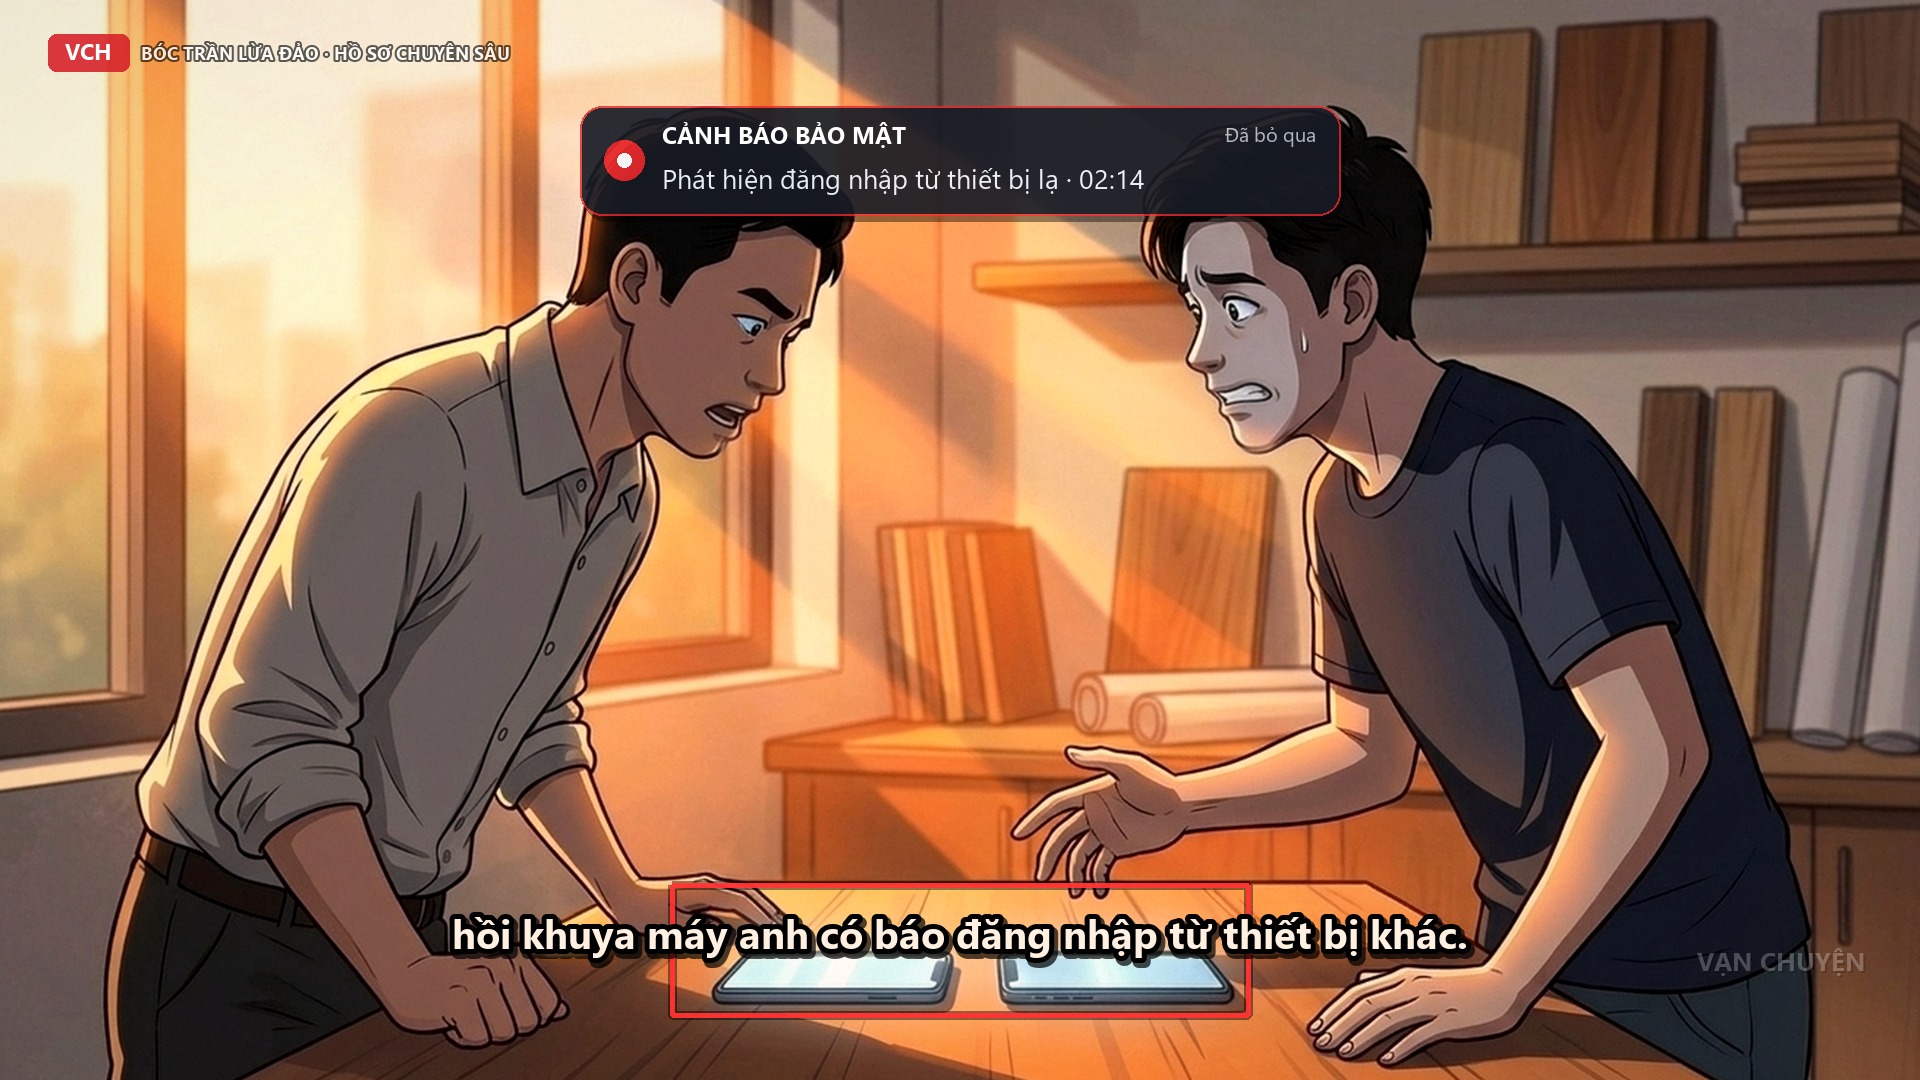 VCH
BÓC TRẦN LỪA ĐẢO · HỒ SƠ CHUYÊN SÂU
CẢNH BÁO BẢO MẬT
Đã bỏ qua
Phát hiện đăng nhập từ thiết bị lạ · 02:14
hồi khuya máy anh có báo đăng nhập từ thiết bị khác.
VẠN CHUYỆN